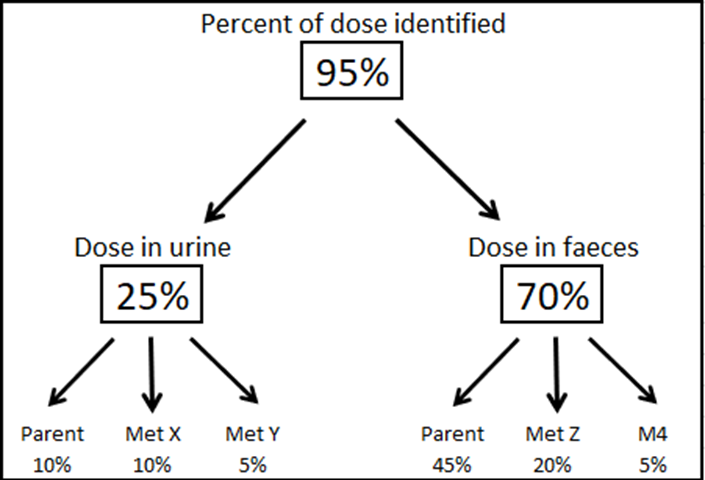 Percent of dose identified
95%
Dose in urine
Dose in faeces
25%
70%
Parent Met X Met Y Parent Met Z M4
10% 10% 5% 45% 20% 5%